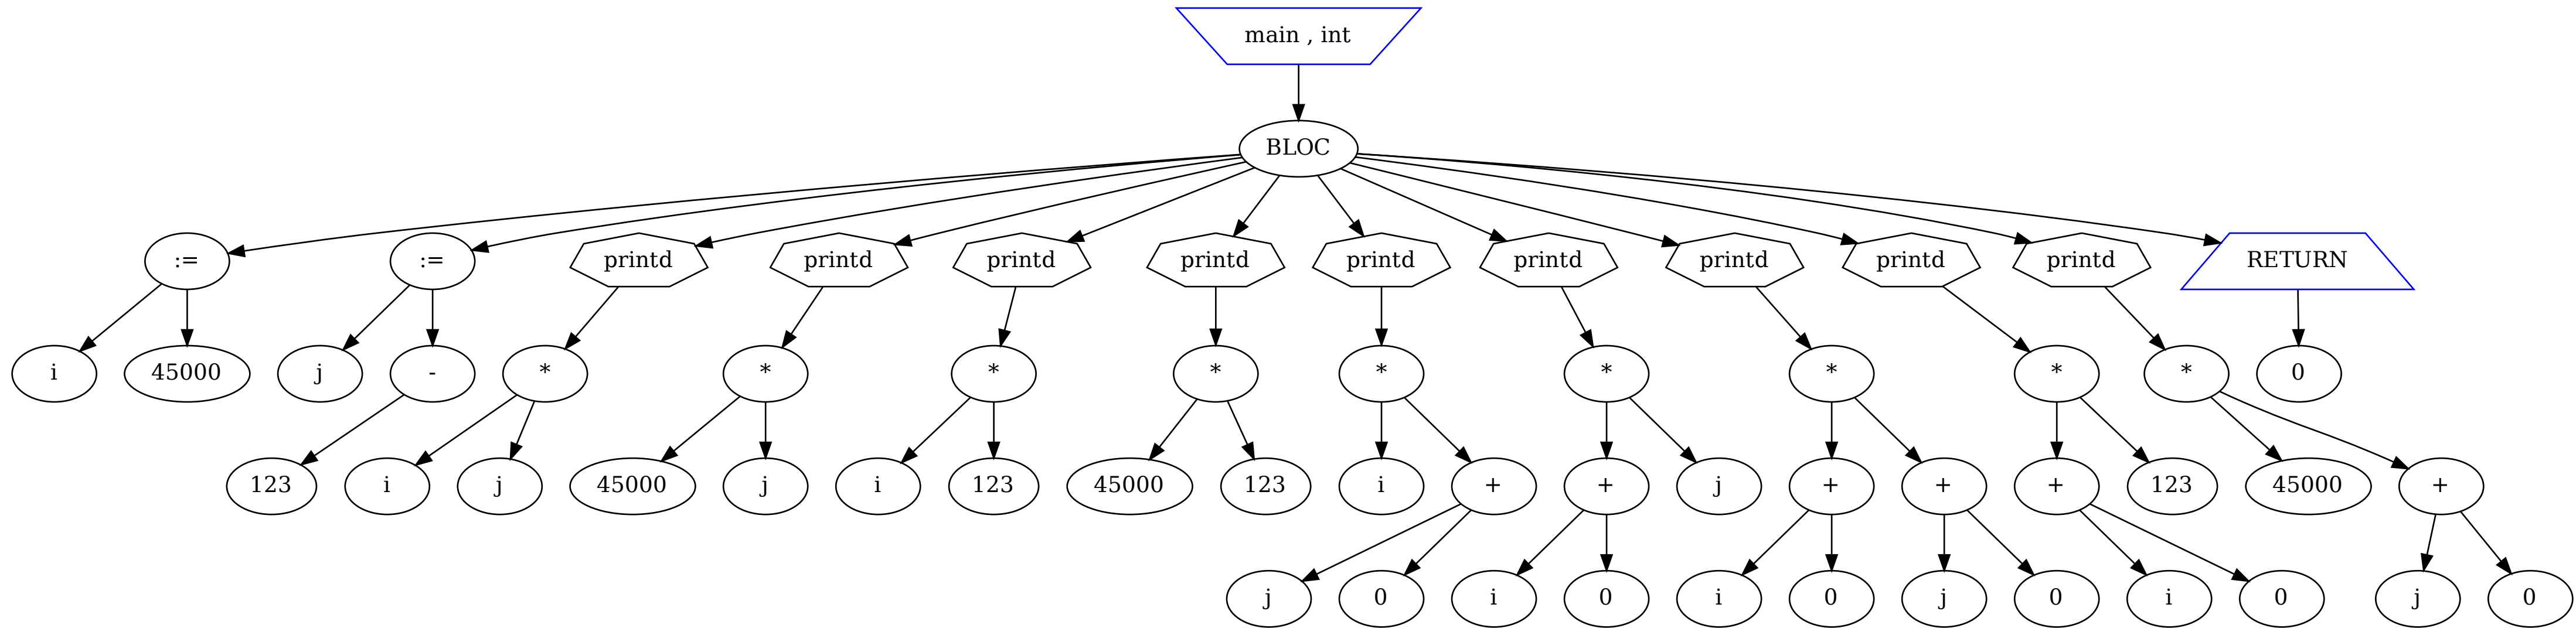 main , int
BLOC
:= := printd printd printd printd printd printd printd printd printd RETURN
i 45000 j - * * * * * * * * * 0
123 i j 45000 j i 123 45000 123 i + + j + + + 123 45000 +
j 0 i 0 i 0 j 0 i 0 j 0